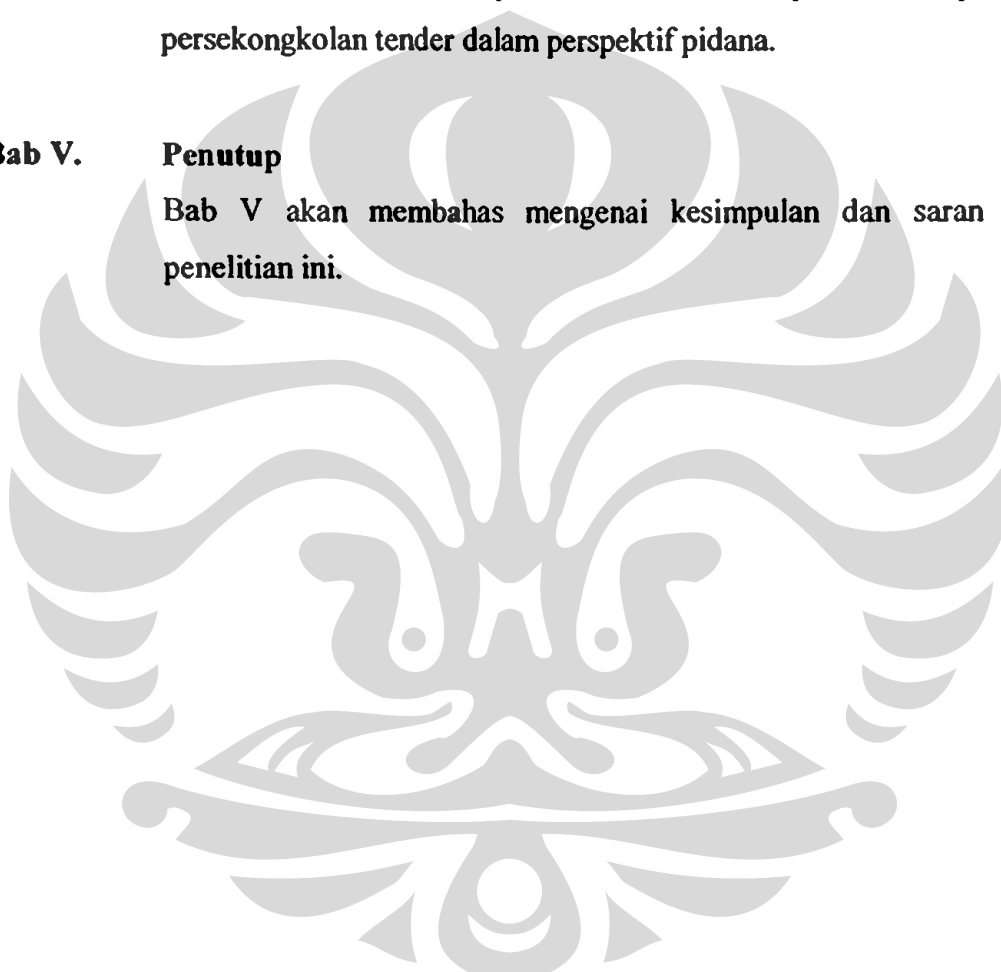 persekongkolan tender dalam perspektif pidana.
Bab V. Penutup
Bab V akan membahas mengenai kesimpulan dan saran
penelitian ini.